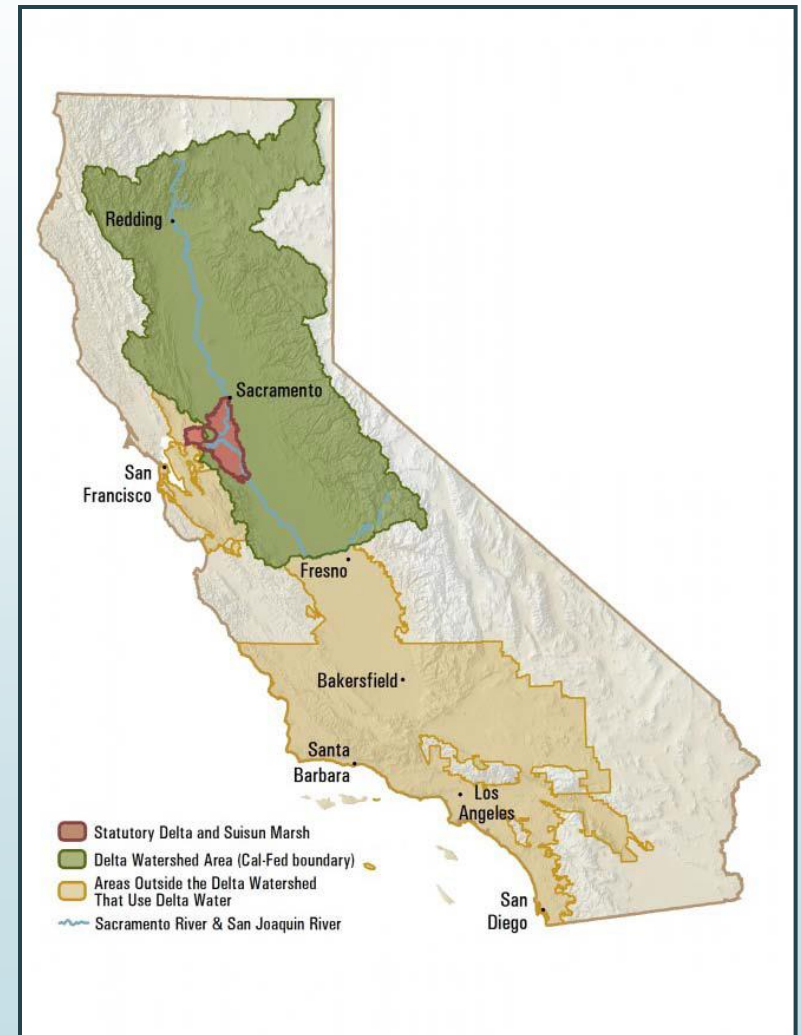 Redding
Sacramento
San
Francisco
Fresno
Bakersfield
Santa
Barbara
Los
Angeles
San
Diego
Statutory Delta and Suisun Marsh
Delta Watershed Area (Cal-Fed boundary)
Areas Outside the Delta Watershed
That Use Delta Water
Sacramento River & San Joaquin River